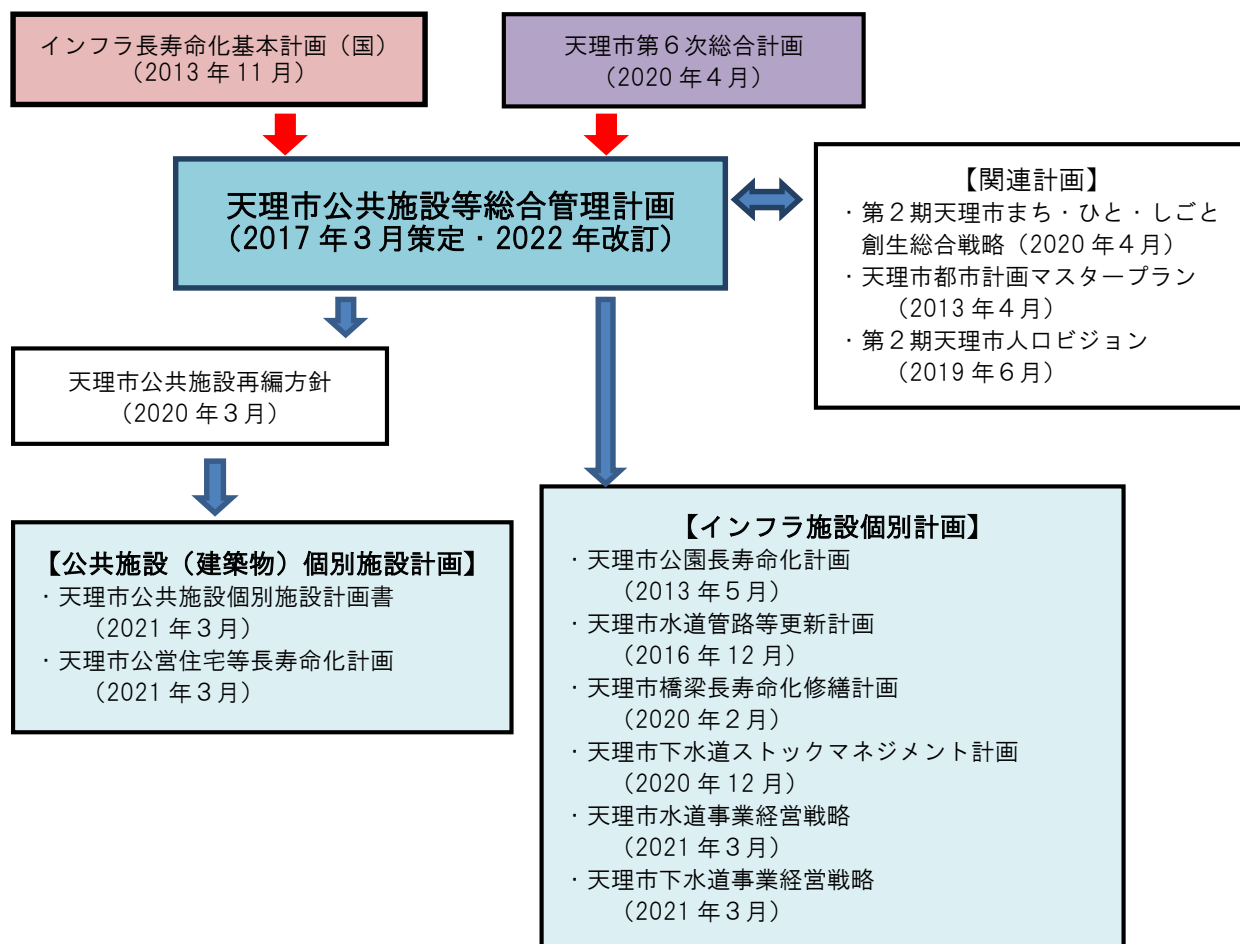 インフラ長寿命化基本計画（国）
（2013 年 11 月）
天理市第６次総合計画
（2020 年４月）
天理市公共施設等総合管理計画
（2017 年３月策定・2022 年改訂）
【関連計画】
・第２期天理市まち・ひと・しごと
創生総合戦略（2020 年４月）
・天理市都市計画マスタープラン
（2013 年４月）
・第２期天理市人口ビジョン
（2019 年６月）
天理市公共施設再編方針
（2020 年３月）
【公共施設（建築物）個別施設計画】
・天理市公共施設個別施設計画書
（2021 年３月）
・天理市公営住宅等長寿命化計画
（2021 年３月）
【インフラ施設個別計画】
・天理市公園長寿命化計画
（2013 年５月）
・天理市水道管路等更新計画
（2016 年 12 月）
・天理市橋梁長寿命化修繕計画
（2020 年２月）
・天理市下水道ストックマネジメント計画
（2020 年 12 月）
・天理市水道事業経営戦略
（2021 年３月）
・天理市下水道事業経営戦略
（2021 年３月）